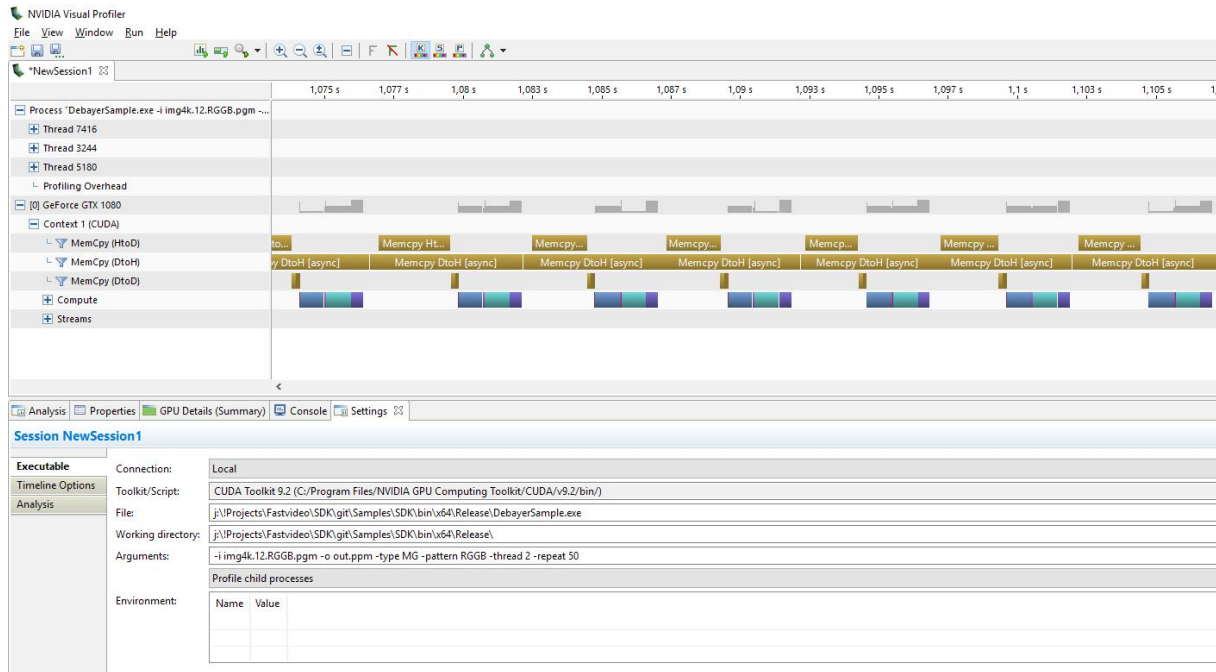 NVIDIA Visual Profiler
File View Window Run Help
*NewSession1
1,075 s 1,077 s 1,08 s 1,083 s 1,085 s 1,087 s 1,09 s 1,093 s 1,095 s 1,097 s 1,1 s 1,103 s 1,105 s
Process "DebayerSample.exe -i img4k.12.RGGB.pgm -...
Thread 7416
Thread 3244
Thread 5180
Profiling Overhead
[0] GeForce GTX 1080
Context 1 (CUDA)
MemCpy (HtoD) to... Memcpy Ht... Memcpy... Memcpy... Memcp... Memcpy ... Memcpy ...
MemCpy (DtoH) y DtoH [async] Memcpy DtoH [async] Memcpy DtoH [async] Memcpy DtoH [async] Memcpy DtoH [async] Memcpy DtoH [async] Memcpy DtoH [async]
MemCpy (DtoD)
Compute
Streams
Analysis Properties GPU Details (Summary) Console Settings
Session NewSession1
Executable
Timeline Options
Analysis
Connection: Local
Toolkit/Script: CUDA Toolkit 9.2 (C:/Program Files/NVIDIA GPU Computing Toolkit/CUDA/v9.2/bin/)
File: j:\!Projects\Fastvideo\SDK\git\Samples\SDK\bin\x64\Release\DebayerSample.exe
Working directory: j:\!Projects\Fastvideo\SDK\git\Samples\SDK\bin\x64\Release\
Arguments: -i img4k.12.RGGB.pgm -o out.ppm -type MG -pattern RGGB -thread 2 -repeat 50
Profile child processes
Environment: Name Value